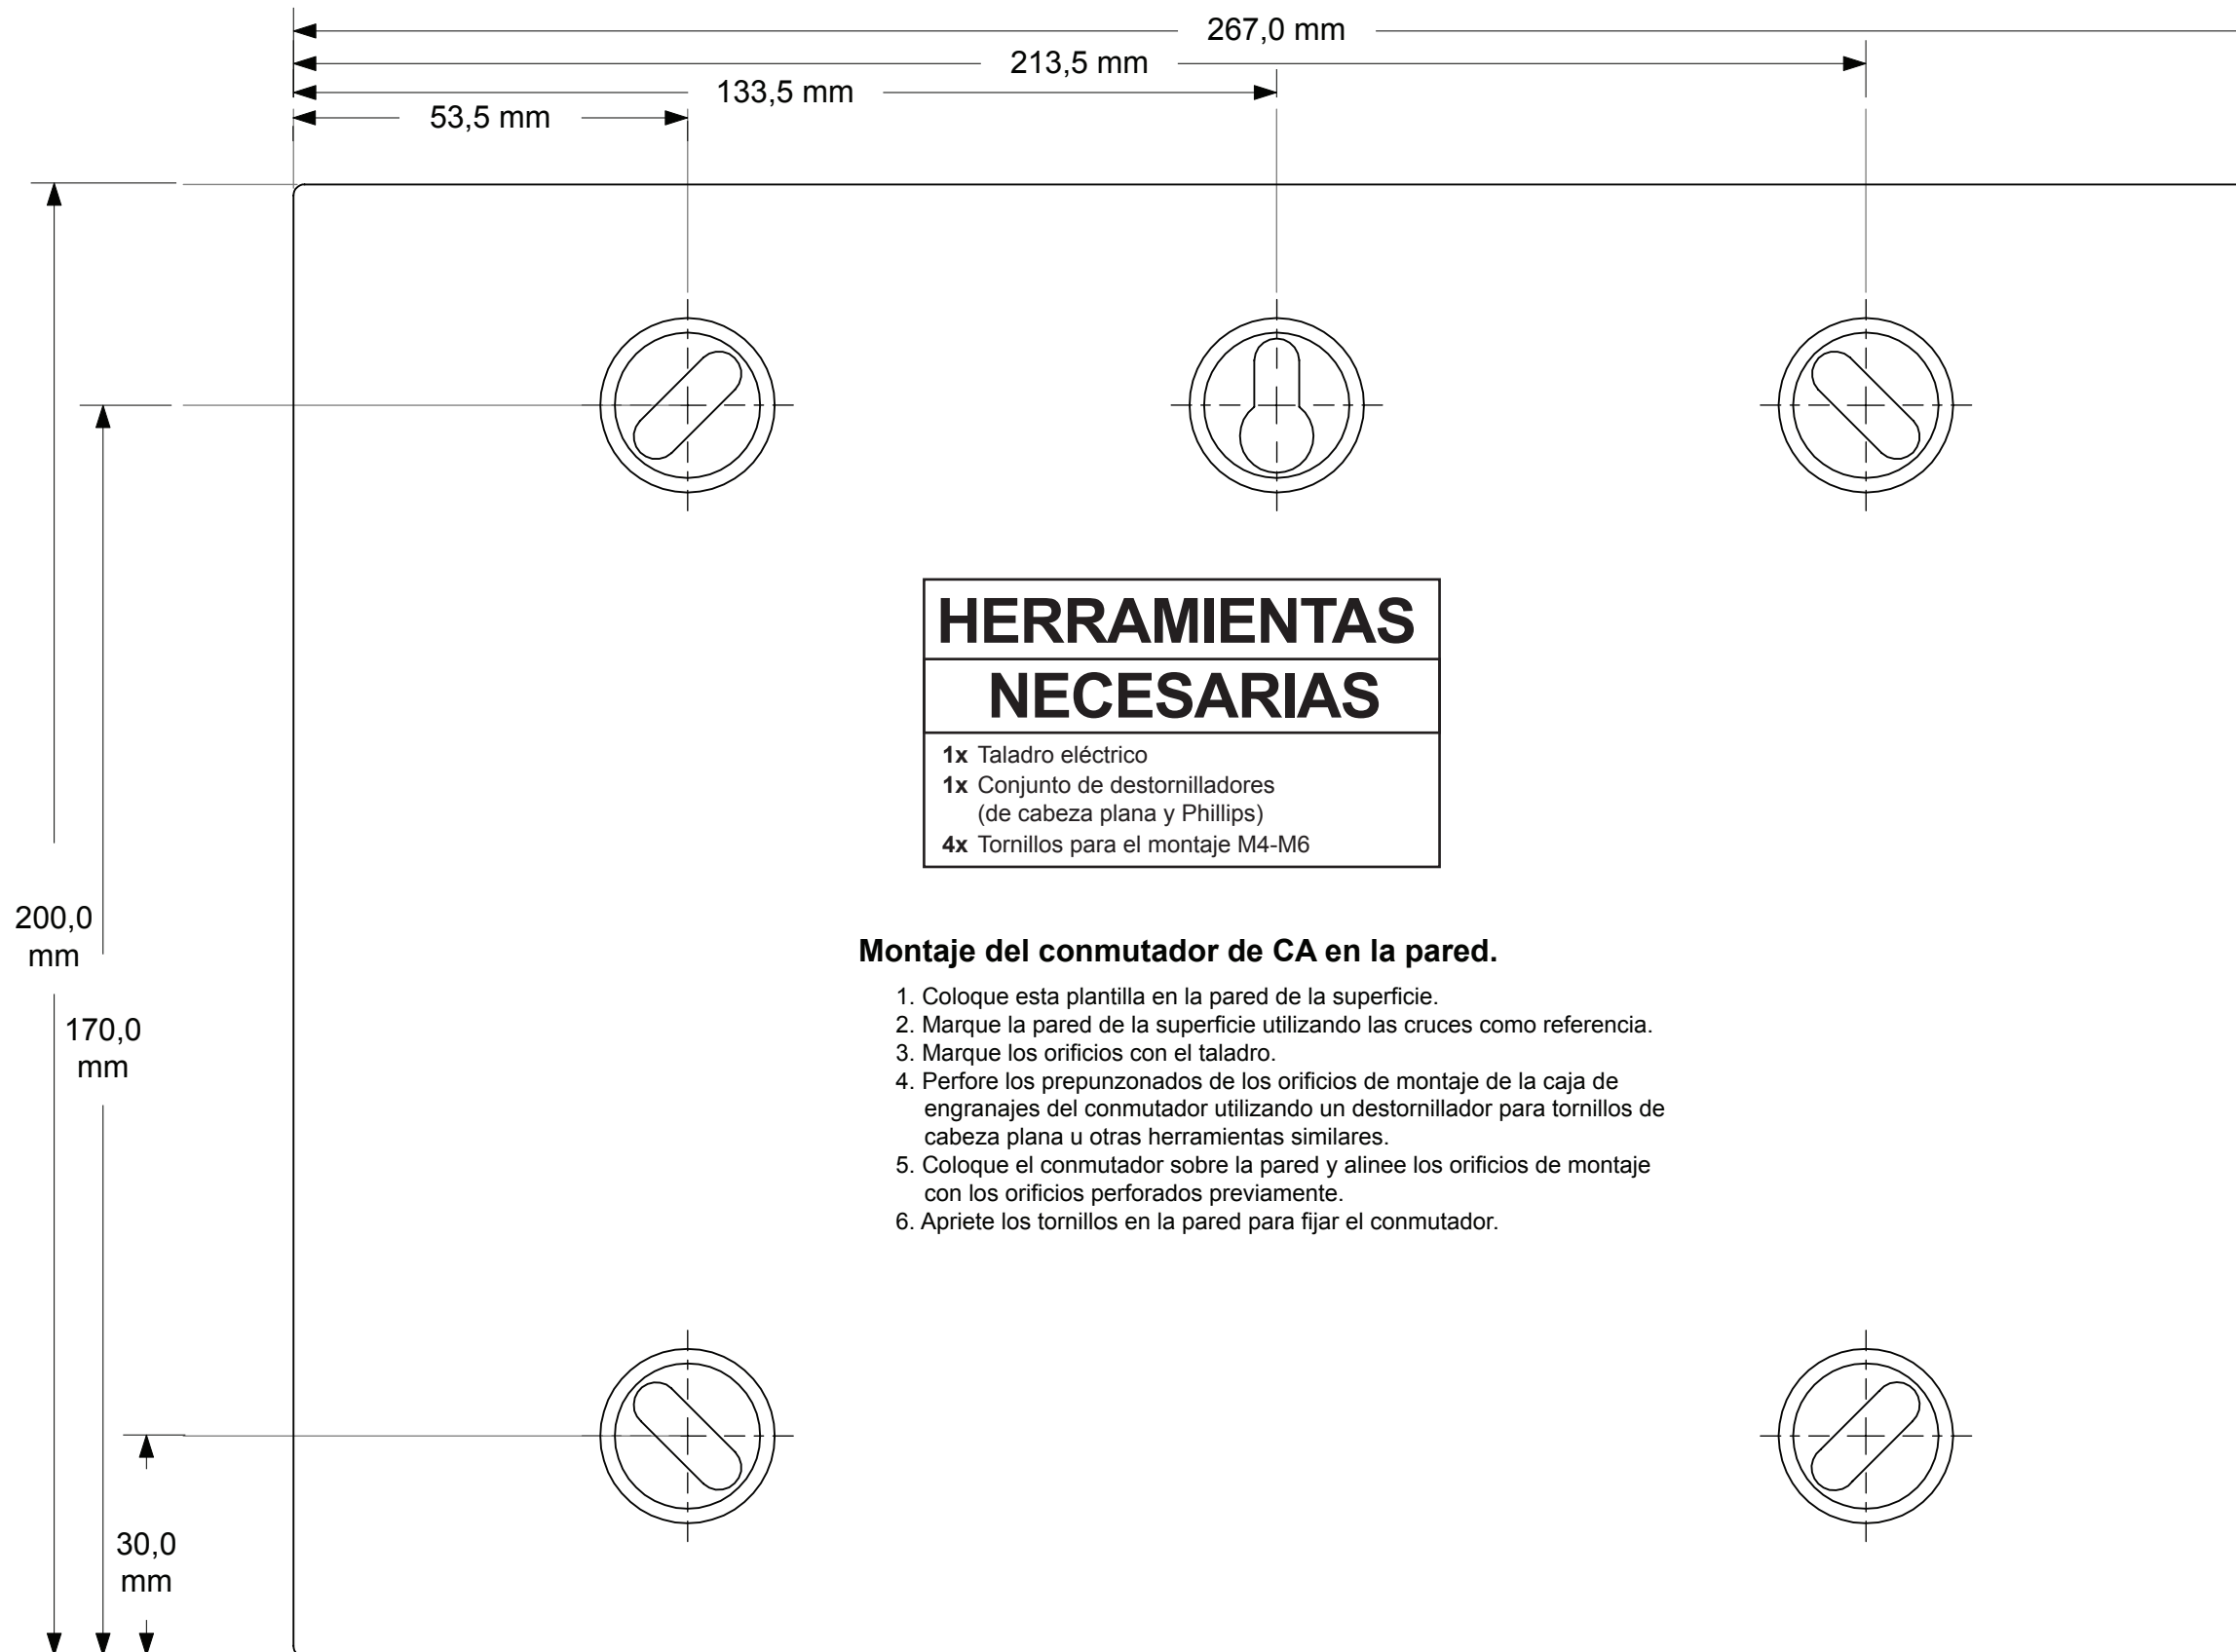 267,0 mm
213,5 mm
133,5 mm
53,5 mm
HERRAMIENTAS
NECESARIAS
1x Taladro eléctrico
1x Conjunto de destornilladores
(de cabeza plana y Phillips)
4x Tornillos para el montaje M4-M6
200,0
mm
170,0
mm
Montaje del conmutador de CA en la pared.
1. Coloque esta plantilla en la pared de la superficie.
2. Marque la pared de la superficie utilizando las cruces como referencia.
3. Marque los orificios con el taladro.
4. Perfore los prepunzonados de los orificios de montaje de la caja de
engranajes del conmutador utilizando un destornillador para tornillos de
cabeza plana u otras herramientas similares.
5. Coloque el conmutador sobre la pared y alinee los orificios de montaje
con los orificios perforados previamente.
6. Apriete los tornillos en la pared para fijar el conmutador.
30,0
mm